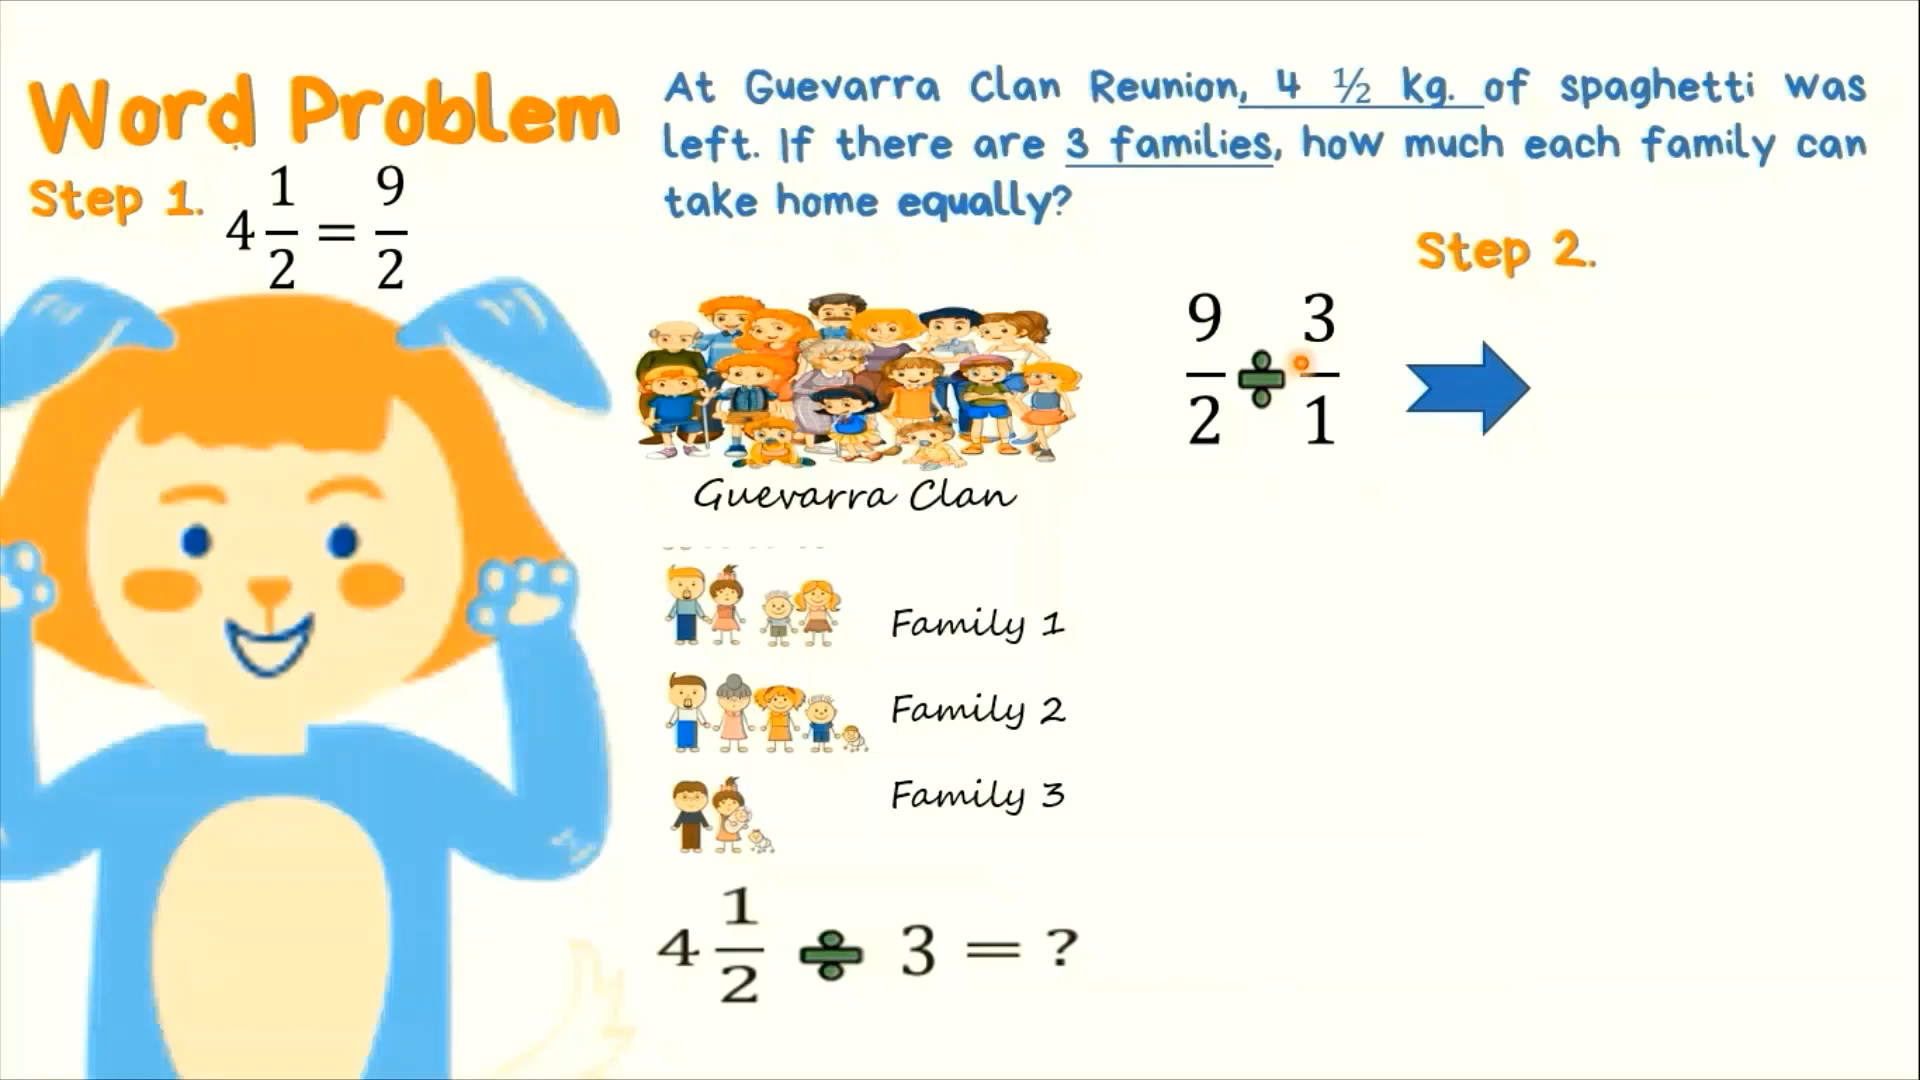 Word Problem
At Guevarra Clan Reunion, 4 ½ kg. of spaghetti was
left. If there are 3 families, how much each family can
take home equally?
Step 1. 4 1/2 = 9/2
Step 2.
9/2 ÷ 3/1
Guevarra Clan
Family 1
Family 2
Family 3
4 1/2 ÷ 3 = ?